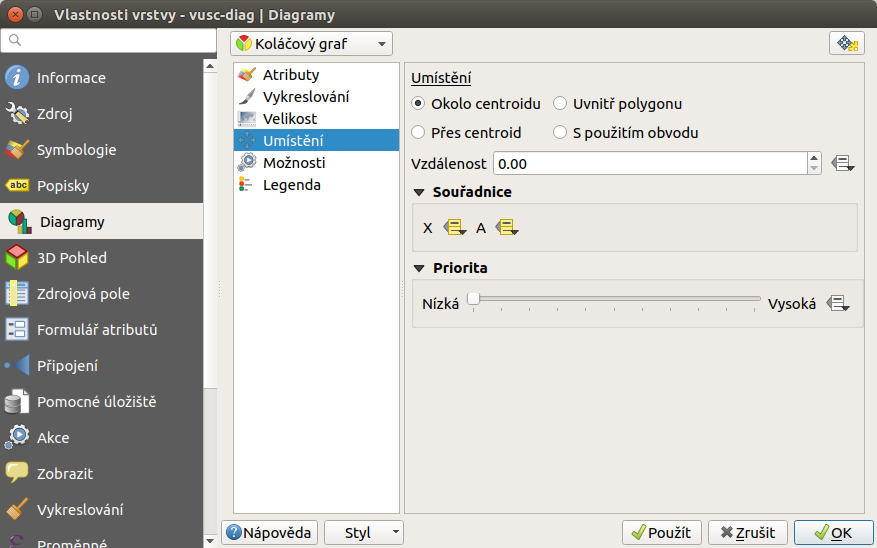 Vlastnosti vrstvy - vusc-diag | Diagramy
Informace
Zdroj
Symbologie
abc Popisky
Diagramy
3D Pohled
Zdrojová pole
Formulář atributů
Připojení
Pomocné úložiště
Akce
Zobrazit
Vykreslování
Proměnné
Koláčový graf
Atributy
Vykreslování
Velikost
Umístění
Možnosti
Legenda
Umístění
Okolo centroidu Uvnitř polygonu
Přes centroid S použitím obvodu
Vzdálenost 0.00
Souřadnice
X A
Priorita
Nízká Vysoká
Nápověda Styl Použít Zrušit OK